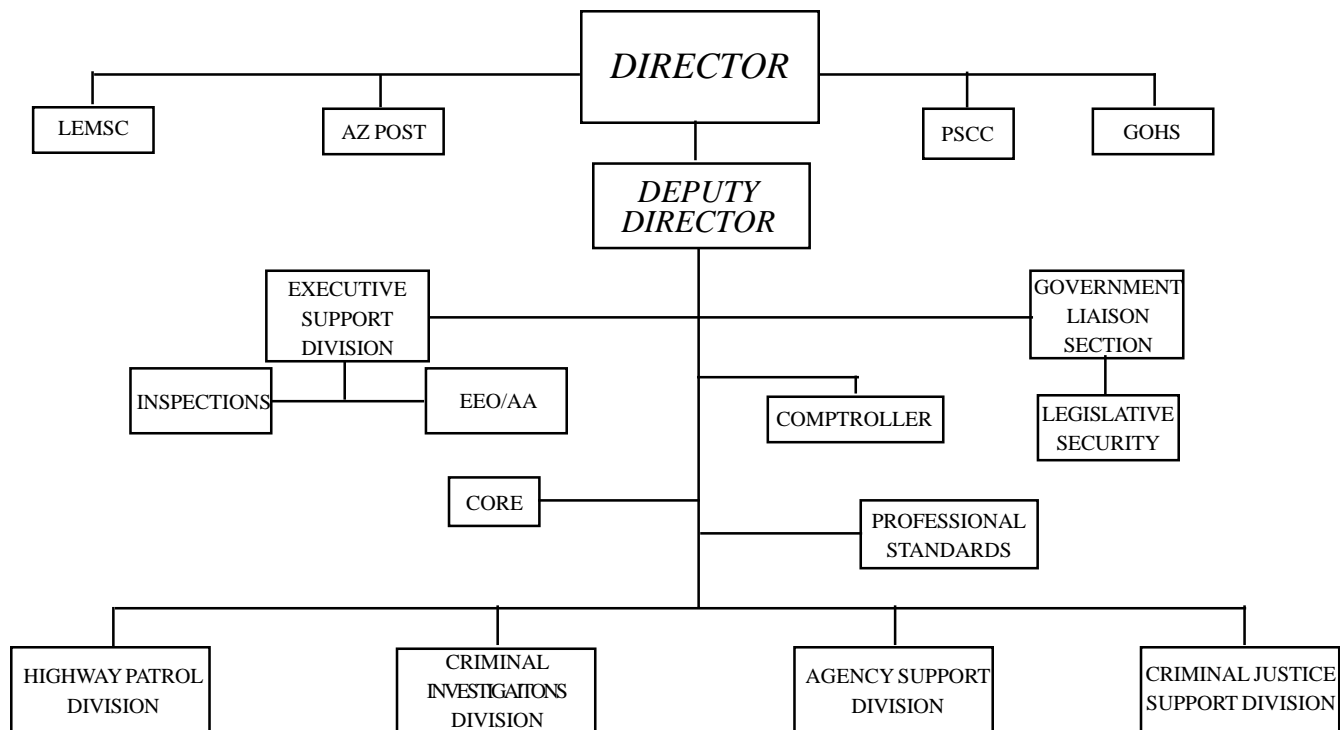 DIRECTOR
LEMSC
AZ POST
PSCC
GOHS
DEPUTY
DIRECTOR
EXECUTIVE
SUPPORT
DIVISION
GOVERNMENT
LIAISON
SECTION
INSPECTIONS
EEO/AA
COMPTROLLER
LEGISLATIVE
SECURITY
CORE
PROFESSIONAL
STANDARDS
HIGHWAY PATROL
DIVISION
CRIMINAL
INVESTIGAITONS
DIVISION
AGENCY SUPPORT
DIVISION
CRIMINAL JUSTICE
SUPPORT DIVISION